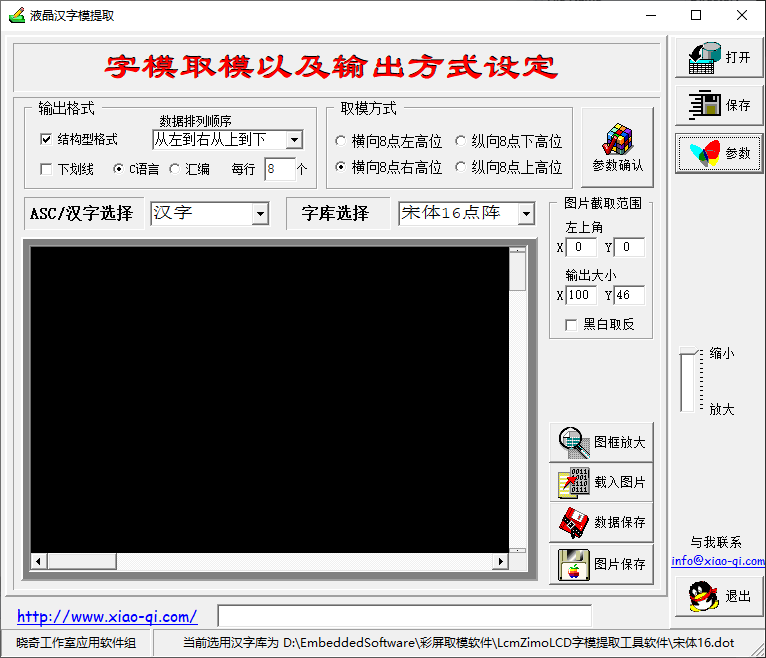 液晶汉字模提取
字模取模以及输出方式设定
打开
保存
参数
输出格式
数据排列顺序
结构型格式 从左到右从上到下
下划线 C语言 汇编 每行 8 个
取模方式
横向8点左高位 纵向8点下高位
横向8点右高位 纵向8点上高位
参数确认
ASC/汉字选择 汉字 字库选择 宋体16点阵
图片截取范围
左上角
X 0 Y 0
输出大小
X 100 Y 46
黑白取反
缩小
放大
图框放大
载入图片
数据保存
图片保存
与我联系
info@xiao-qi.com
退出
http://www.xiao-qi.com/
晓奇工作室应用软件组 当前选用汉字库为 D:\EmbeddedSoftware\彩屏取模软件\LcmZimoLCD字模提取工具软件\宋体16.dot